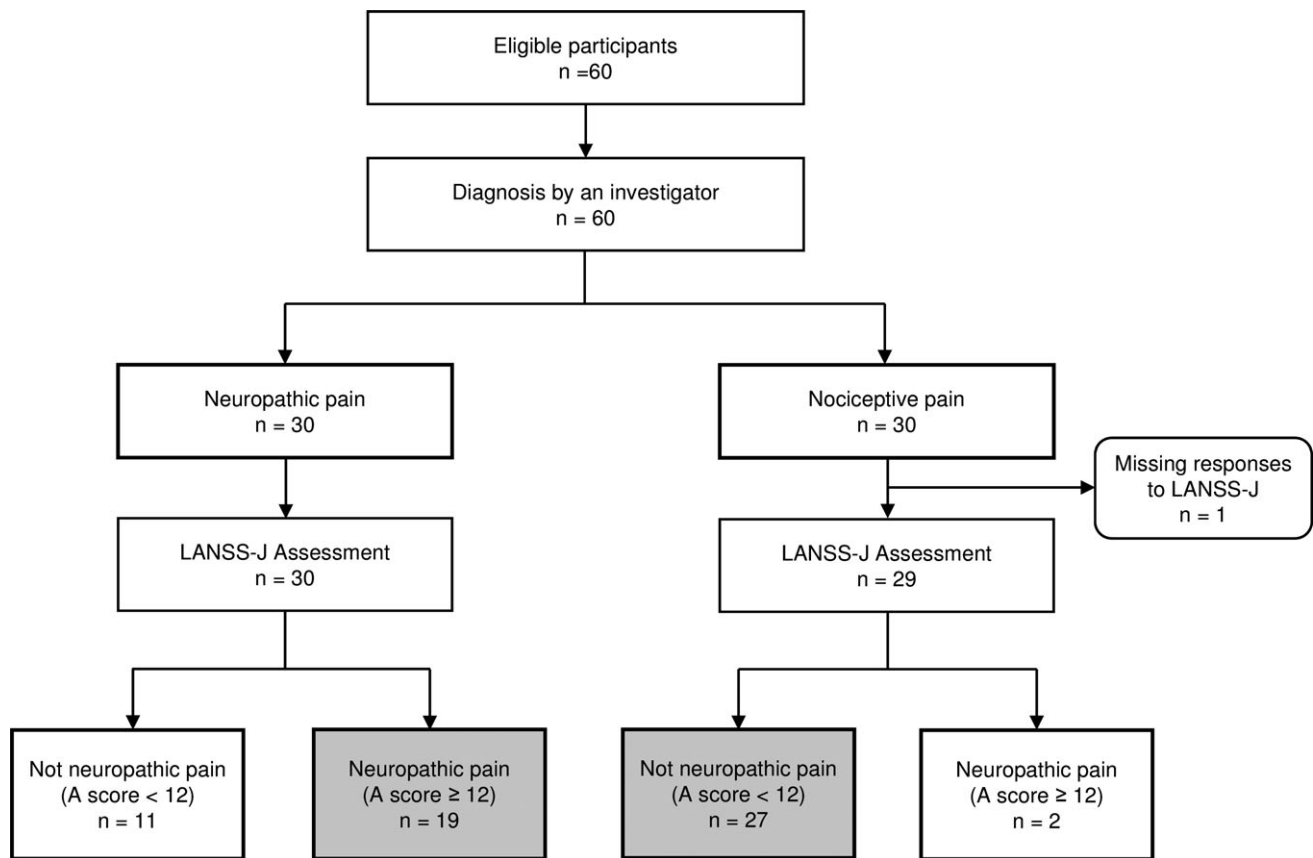 Eligible participants
n =60
Diagnosis by an investigator
n = 60
Neuropathic pain
n = 30
Nociceptive pain
n = 30
Missing responses
to LANSS-J
n = 1
LANSS-J Assessment
n = 30
LANSS-J Assessment
n = 29
Not neuropathic pain
(A score < 12)
n = 11
Neuropathic pain
(A score ≥ 12)
n = 19
Not neuropathic pain
(A score < 12)
n = 27
Neuropathic pain
(A score ≥ 12)
n = 2